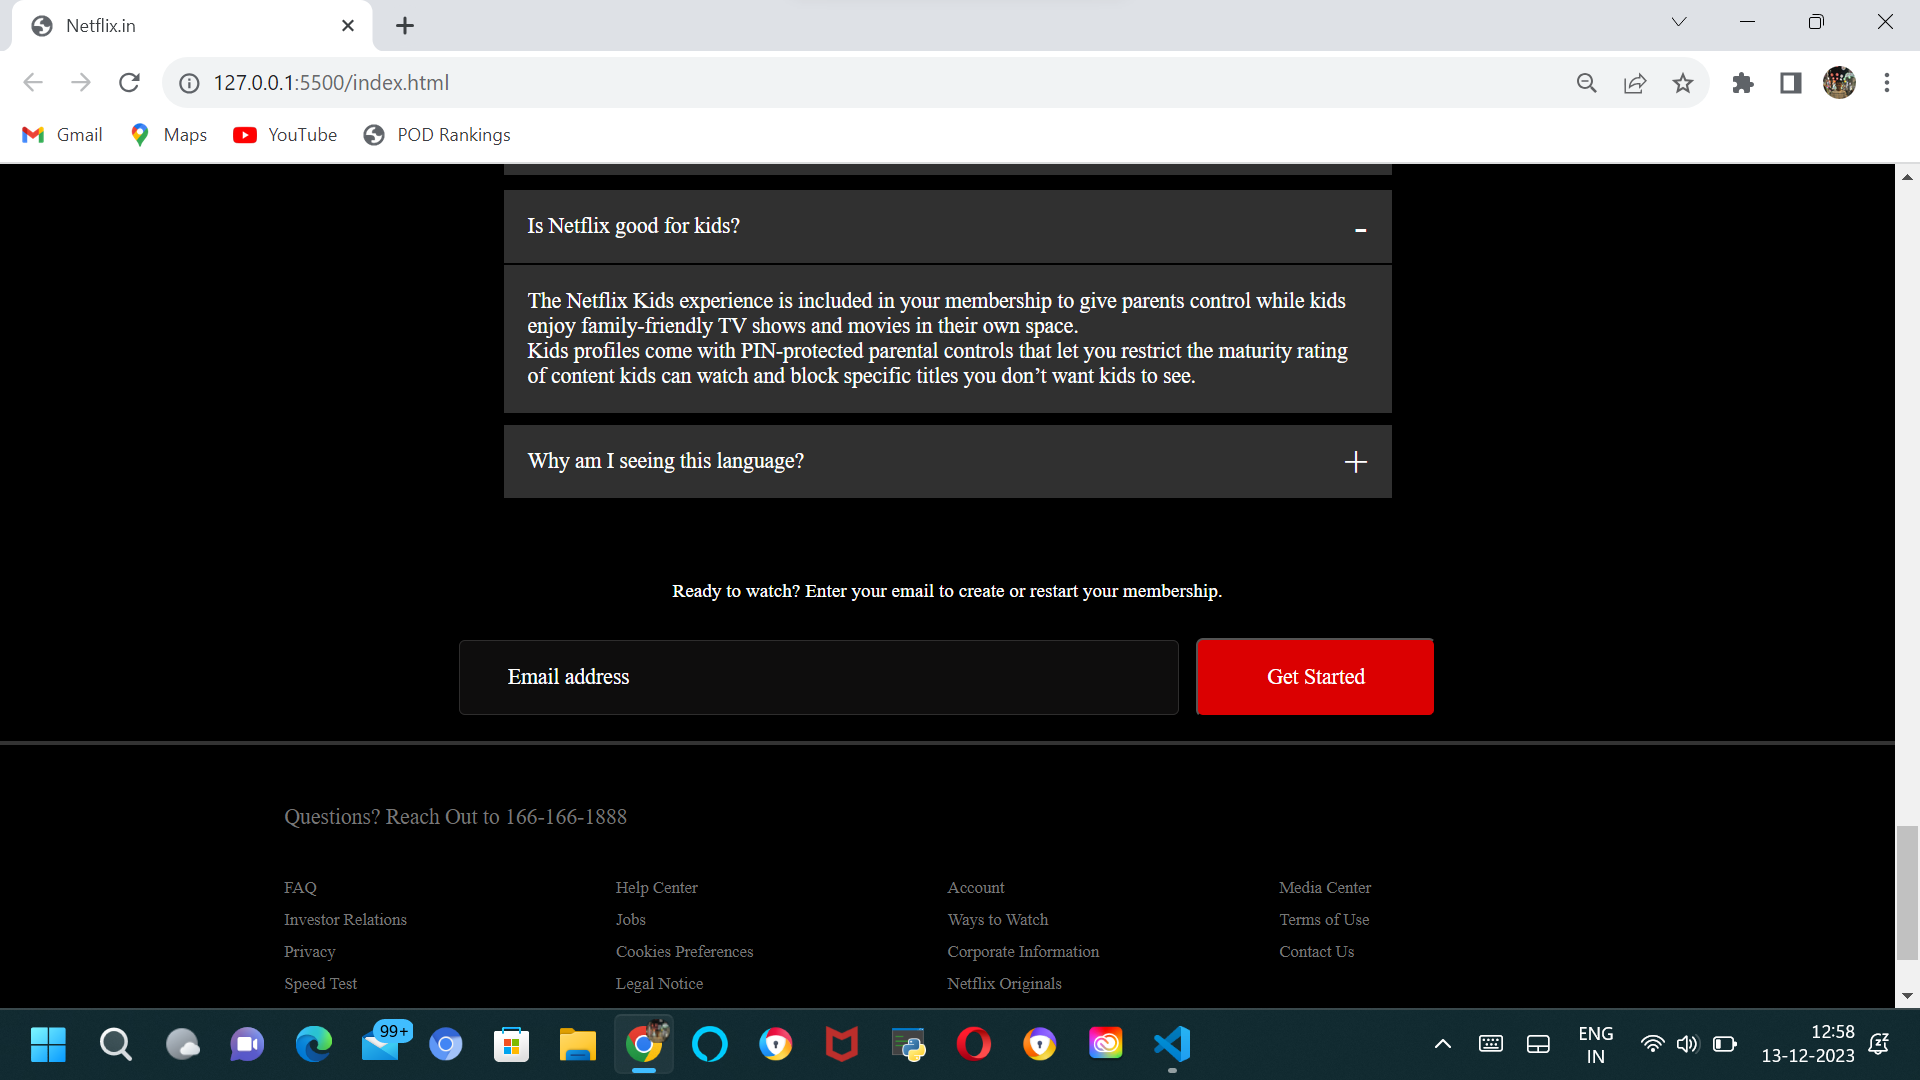 Netflix.in
127.0.0.1:5500/index.html
Gmail
Maps
YouTube
POD Rankings
Is Netflix good for kids?
-
The Netflix Kids experience is included in your membership to give parents control while kids
enjoy family-friendly TV shows and movies in their own space.
Kids profiles come with PIN-protected parental controls that let you restrict the maturity rating
of content kids can watch and block specific titles you don’t want kids to see.
Why am I seeing this language?
+
Ready to watch? Enter your email to create or restart your membership.
Email address
Get Started
Questions? Reach Out to 166-166-1888
FAQ
Help Center
Account
Media Center
Investor Relations
Jobs
Ways to Watch
Terms of Use
Privacy
Cookies Preferences
Corporate Information
Contact Us
Speed Test
Legal Notice
Netflix Originals
99+
ENG
IN
12:58
13-12-2023